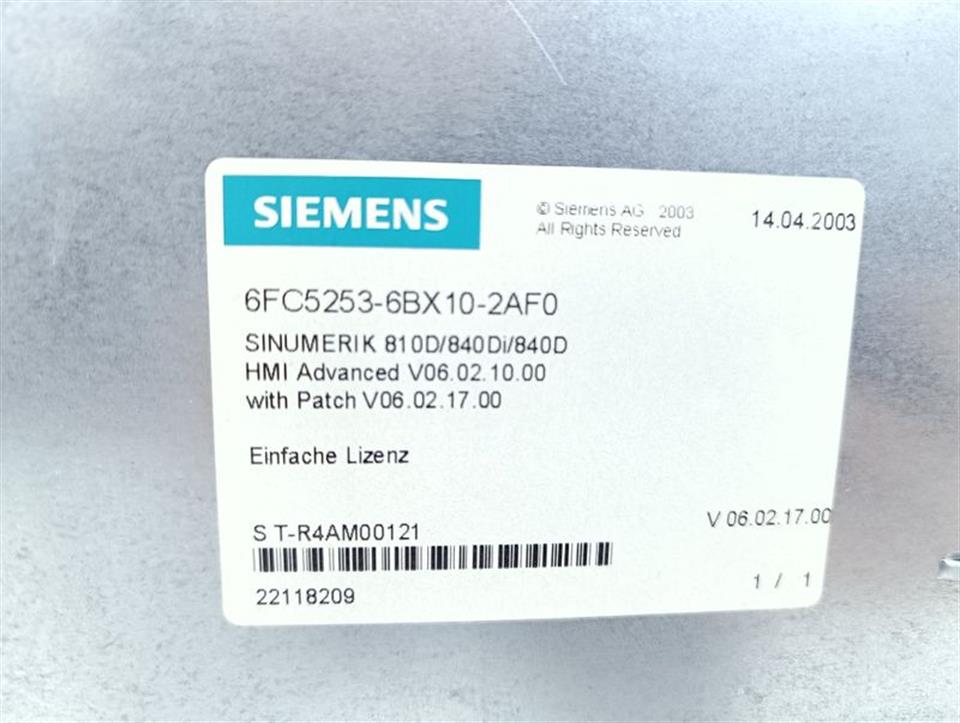 SIEMENS
© Siemens AG 2003
All Rights Reserved
14.04.2003
6FC5253-6BX10-2AF0
SINUMERIK 810D/840Di/840D
HMI Advanced V06.02.10.00
with Patch V06.02.17.00
Einfache Lizenz
S T-R4AM00121
V 06.02.17.00
22118209
1 / 1